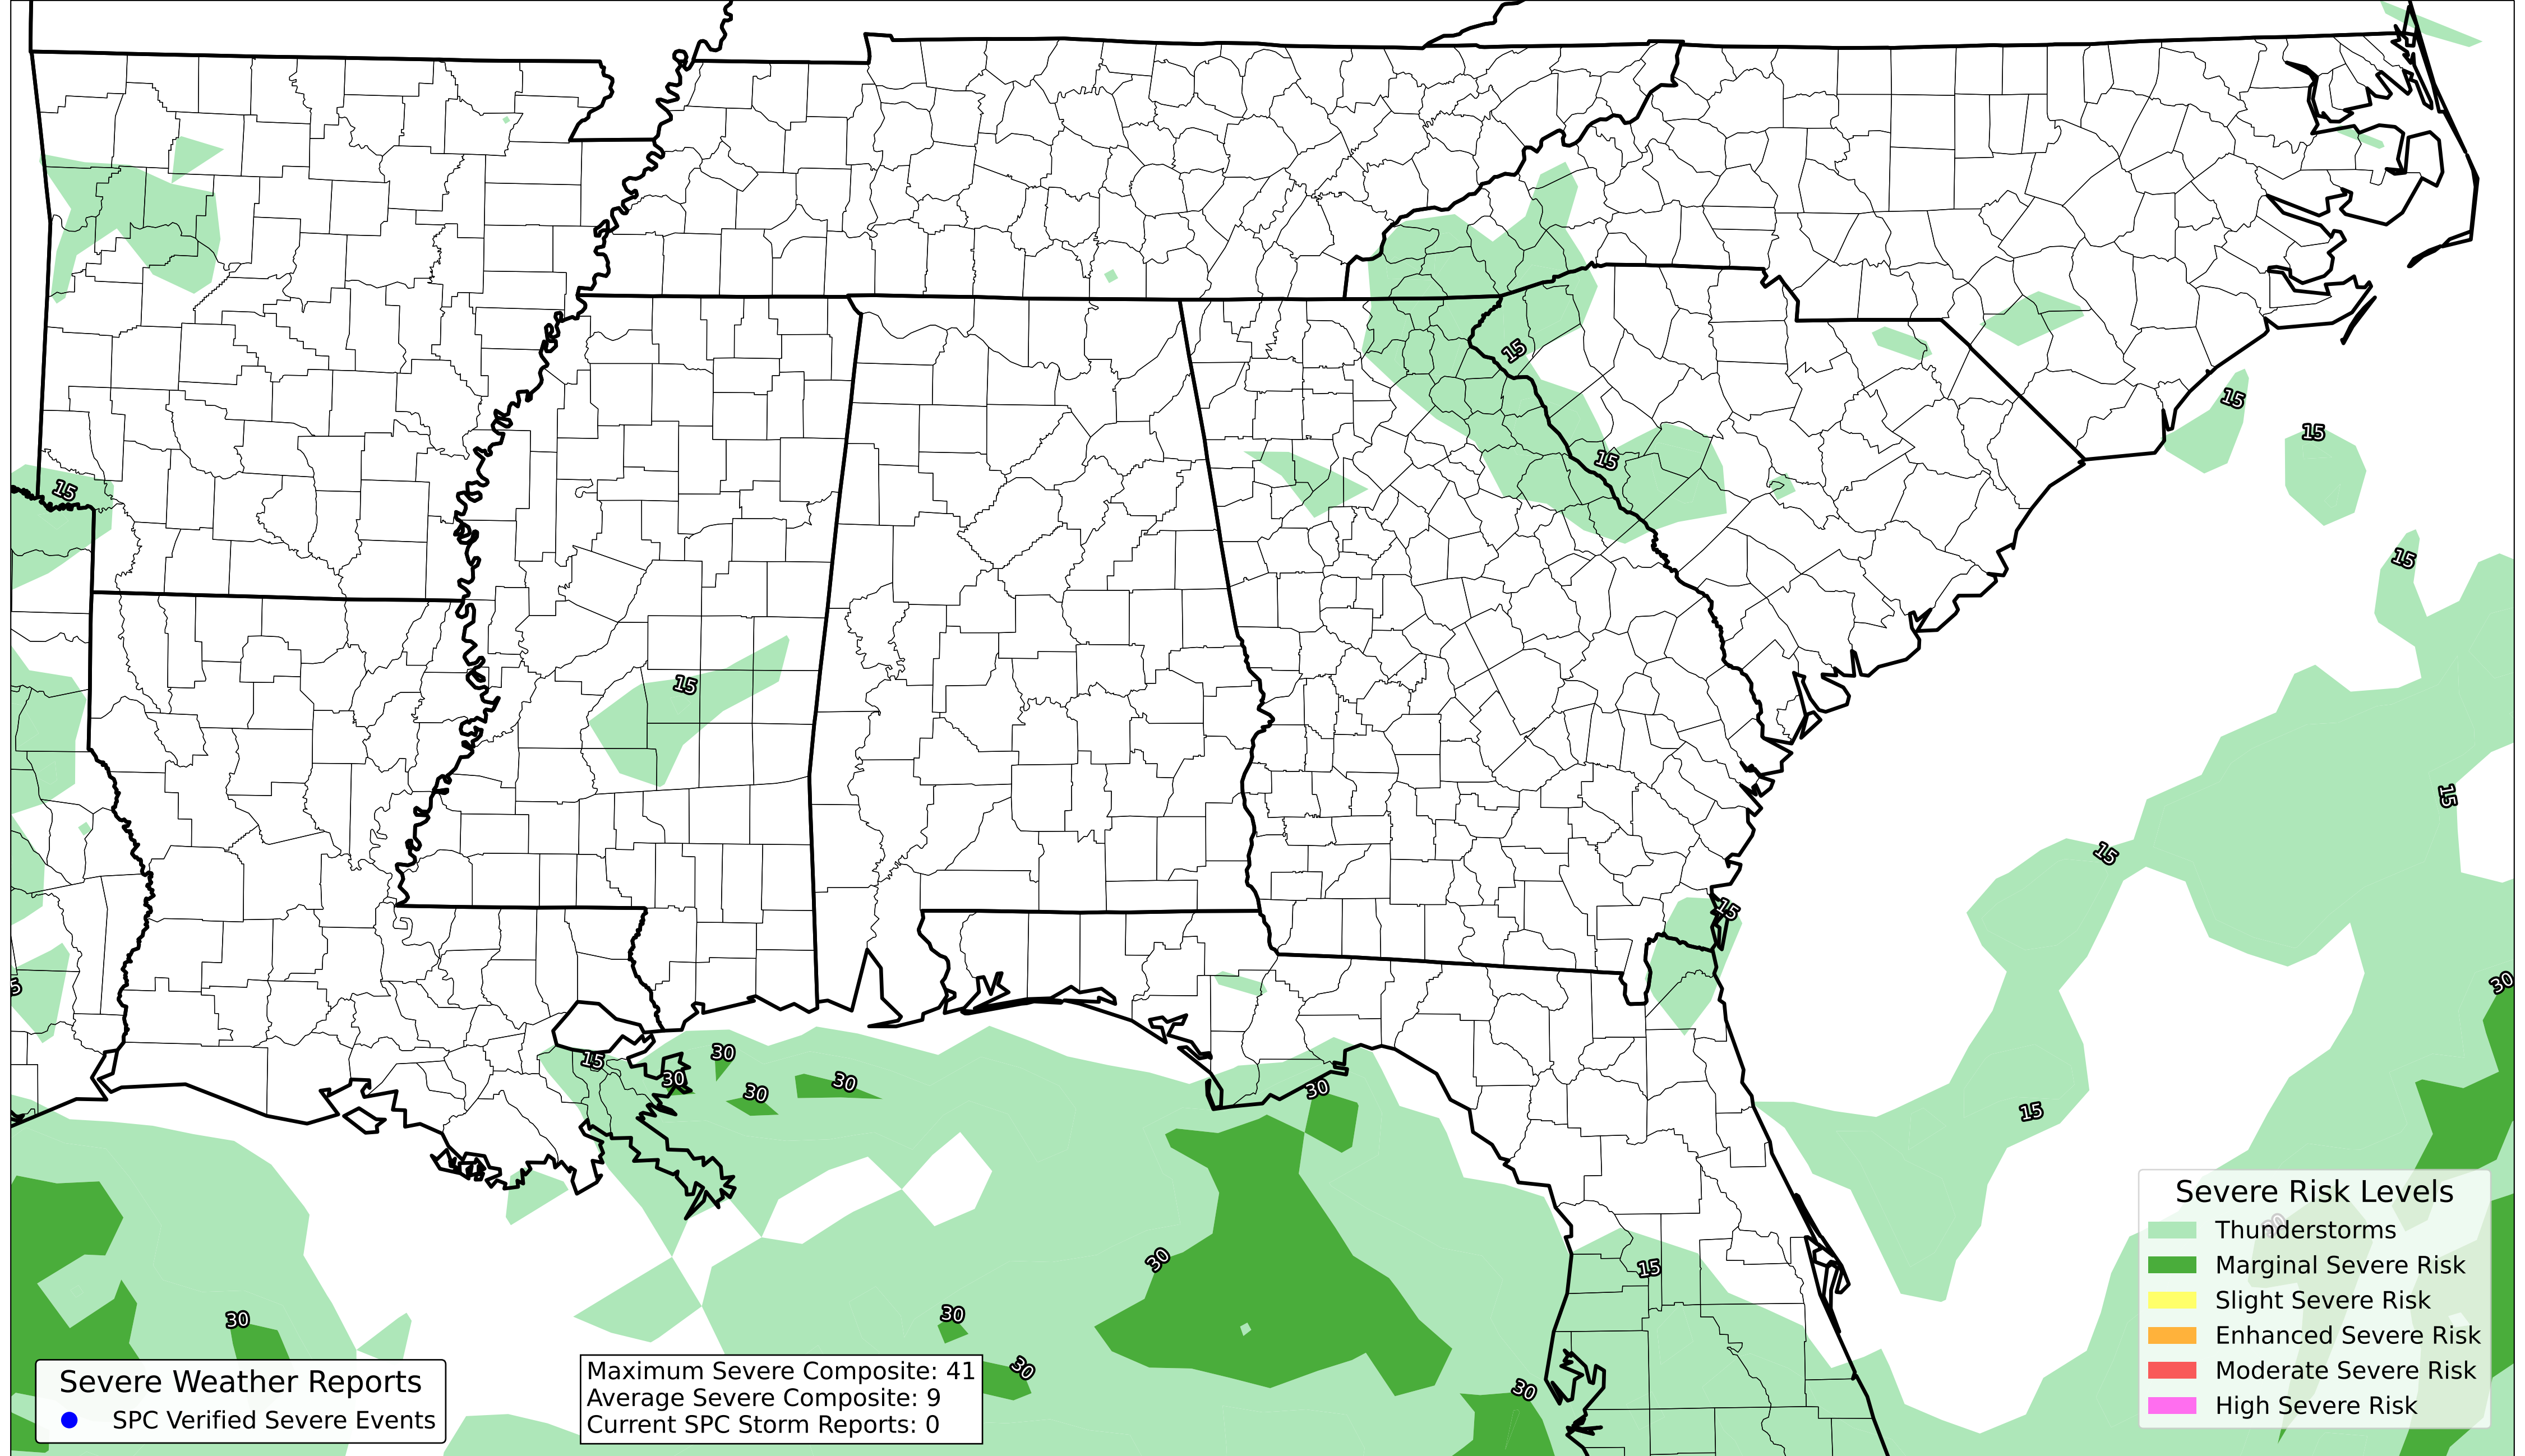 15
15
15
15
15
15
15
15
5
15
15
15
30
15
30
30
30
30
30
15
30
15
30
30
30
30
30
Severe Risk Levels
Thunderstorms
Marginal Severe Risk
Slight Severe Risk
Enhanced Severe Risk
Moderate Severe Risk
High Severe Risk
Severe Weather Reports
SPC Verified Severe Events
Maximum Severe Composite: 41
Average Severe Composite: 9
Current SPC Storm Reports: 0